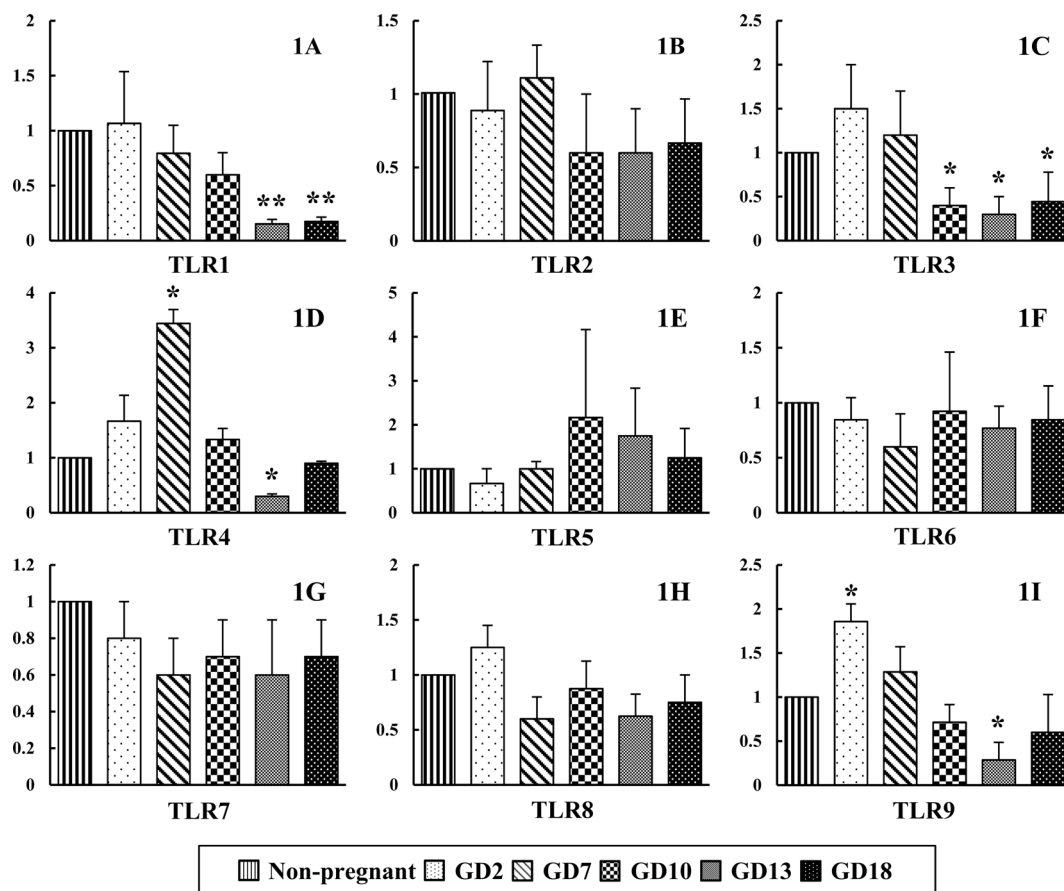 2
1.5
1
0.5
0
1A
** **
TLR1
1.5
1
0.5
0
1B
TLR2
2.5
2
1.5
1
0.5
0
1C
* * *
TLR3
4
3
2
1
0
1D
*
*
TLR4
5
4
3
2
1
0
1E
TLR5
2
1.5
1
0.5
0
1F
TLR6
1.2
1
0.8
0.6
0.4
0.2
0
1G
TLR7
2
1.5
1
0.5
0
1H
TLR8
2.5
2
1.5
1
0.5
0
1I
*
*
TLR9
Non-pregnant GD2 GD7 GD10 GD13 GD18